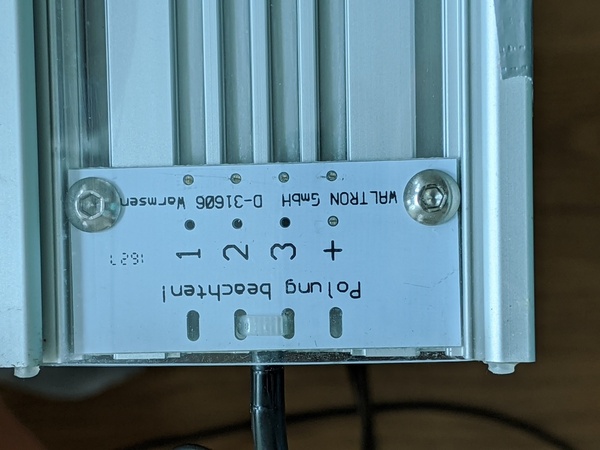 Polung beachten!
+ 3 2 1
WALTRON GmbH D-31606 Warmsen